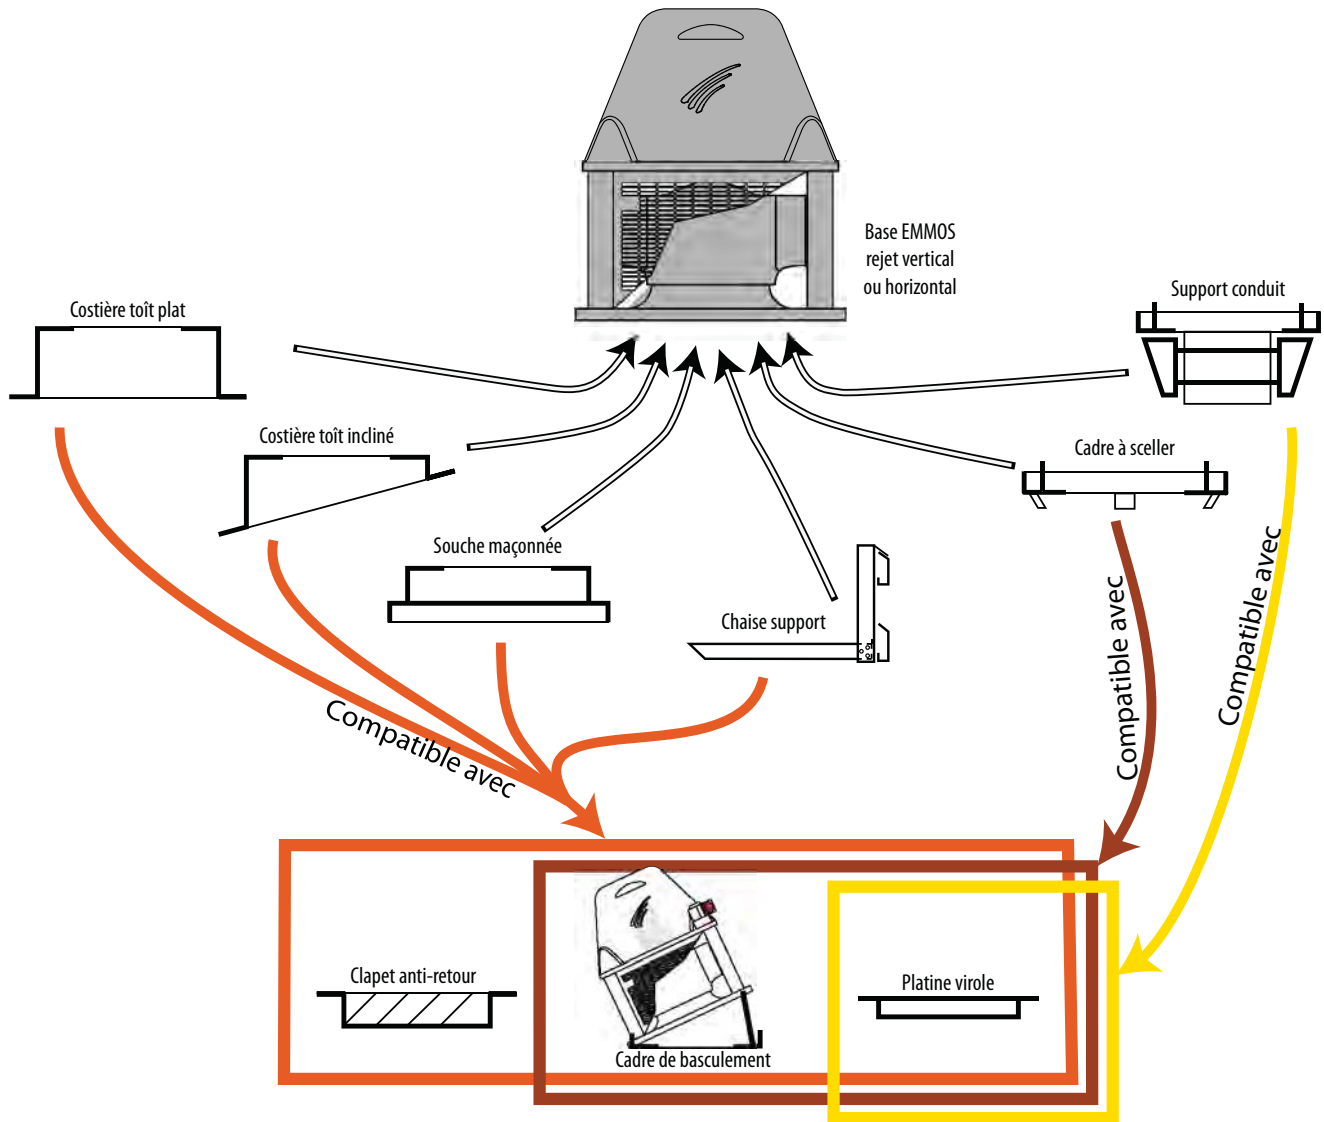 Base EMMOS
rejet vertical
ou horizontal
Costière toît plat
Support conduit
Costière toît incliné
Cadre à sceller
Souche maçonnée
Chaise support
Compatible avec
Compatible avec
Compatible avec
Clapet anti-retour
Platine virole
Cadre de basculement